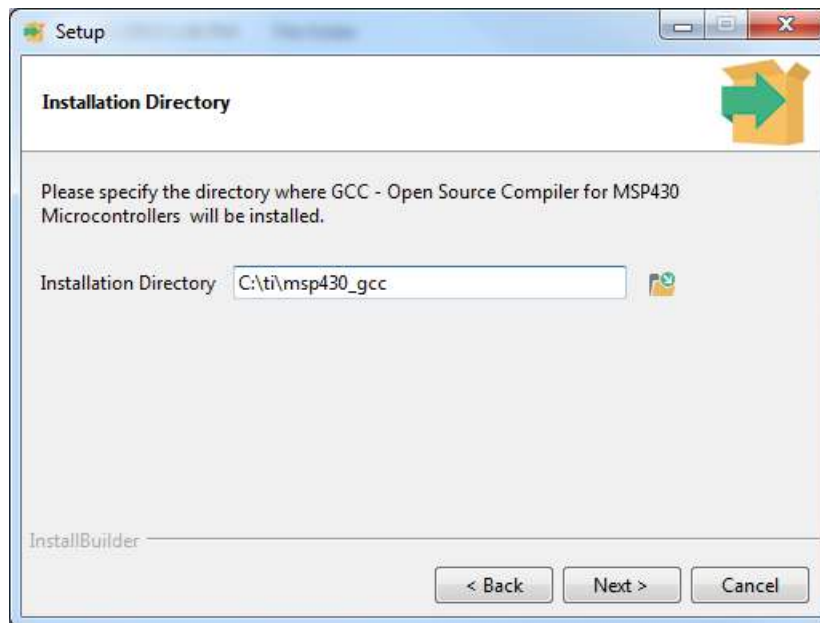 Setup
Installation Directory
Please specify the directory where GCC - Open Source Compiler for MSP430
Microcontrollers will be installed.
Installation Directory C:\ti\msp430_gcc
InstallBuilder
< Back Next > Cancel